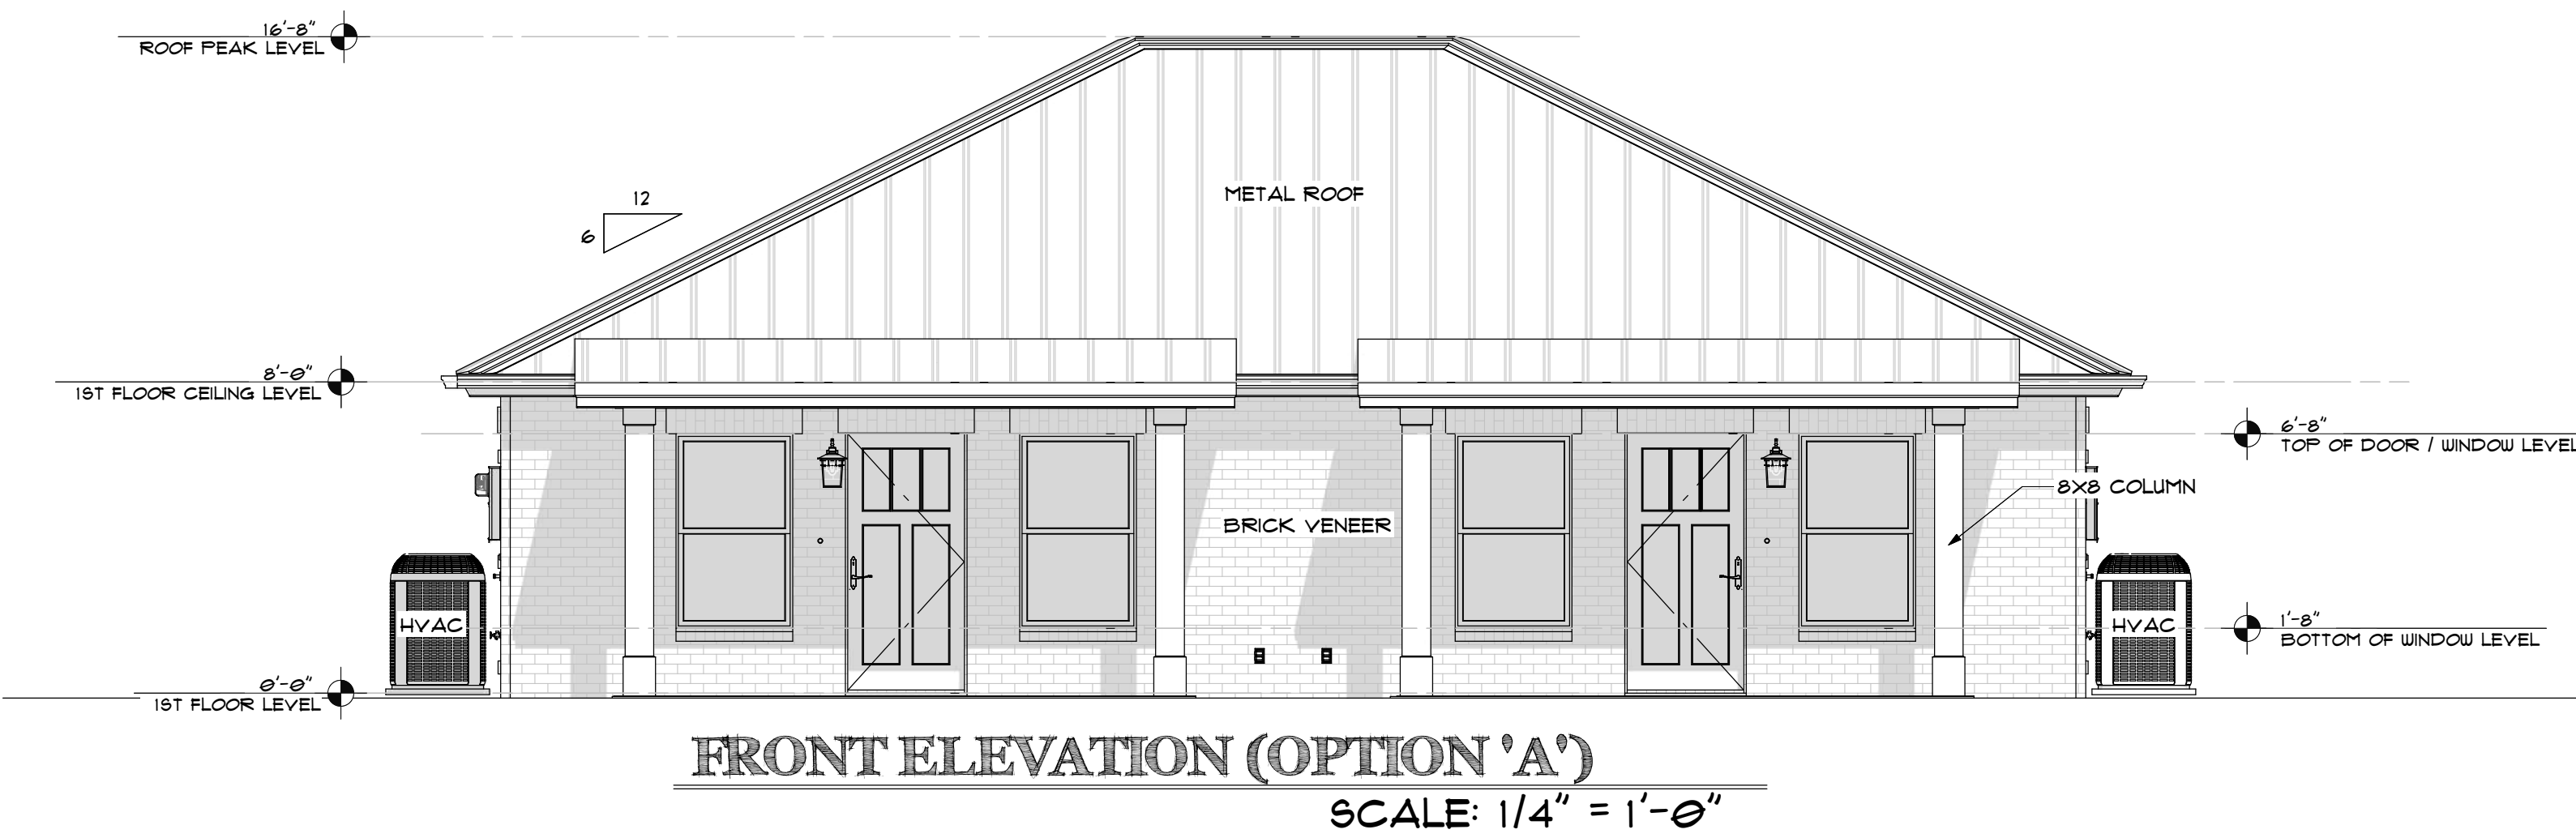 16'-8"
ROOF PEAK LEVEL
12
6
METAL ROOF
8'-0"
1ST FLOOR CEILING LEVEL
6'-8"
TOP OF DOOR / WINDOW LEVEL
8X8 COLUMN
BRICK VENEER
HVAC
HVAC
1'-8"
BOTTOM OF WINDOW LEVEL
0'-0"
1ST FLOOR LEVEL
FRONT ELEVATION (OPTION 'A')
SCALE: 1/4" = 1'-0"